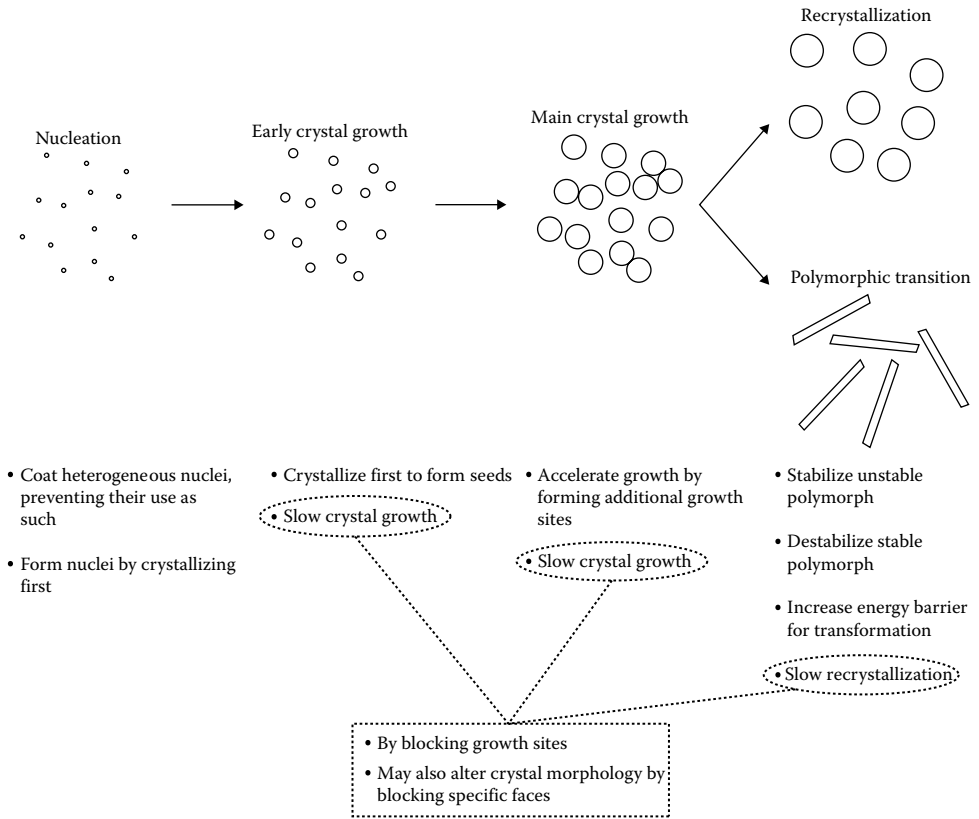 Recrystallization
Nucleation
Early crystal growth
Main crystal growth
Polymorphic transition
• Coat heterogeneous nuclei,
preventing their use as
such
• Form nuclei by crystallizing
first
• Crystallize first to form seeds
• Slow crystal growth
• Accelerate growth by
forming additional growth
sites
• Slow crystal growth
• Stabilize unstable
polymorph
• Destabilize stable
polymorph
• Increase energy barrier
for transformation
• Slow recrystallization
• By blocking growth sites
• May also alter crystal morphology by
blocking specific faces